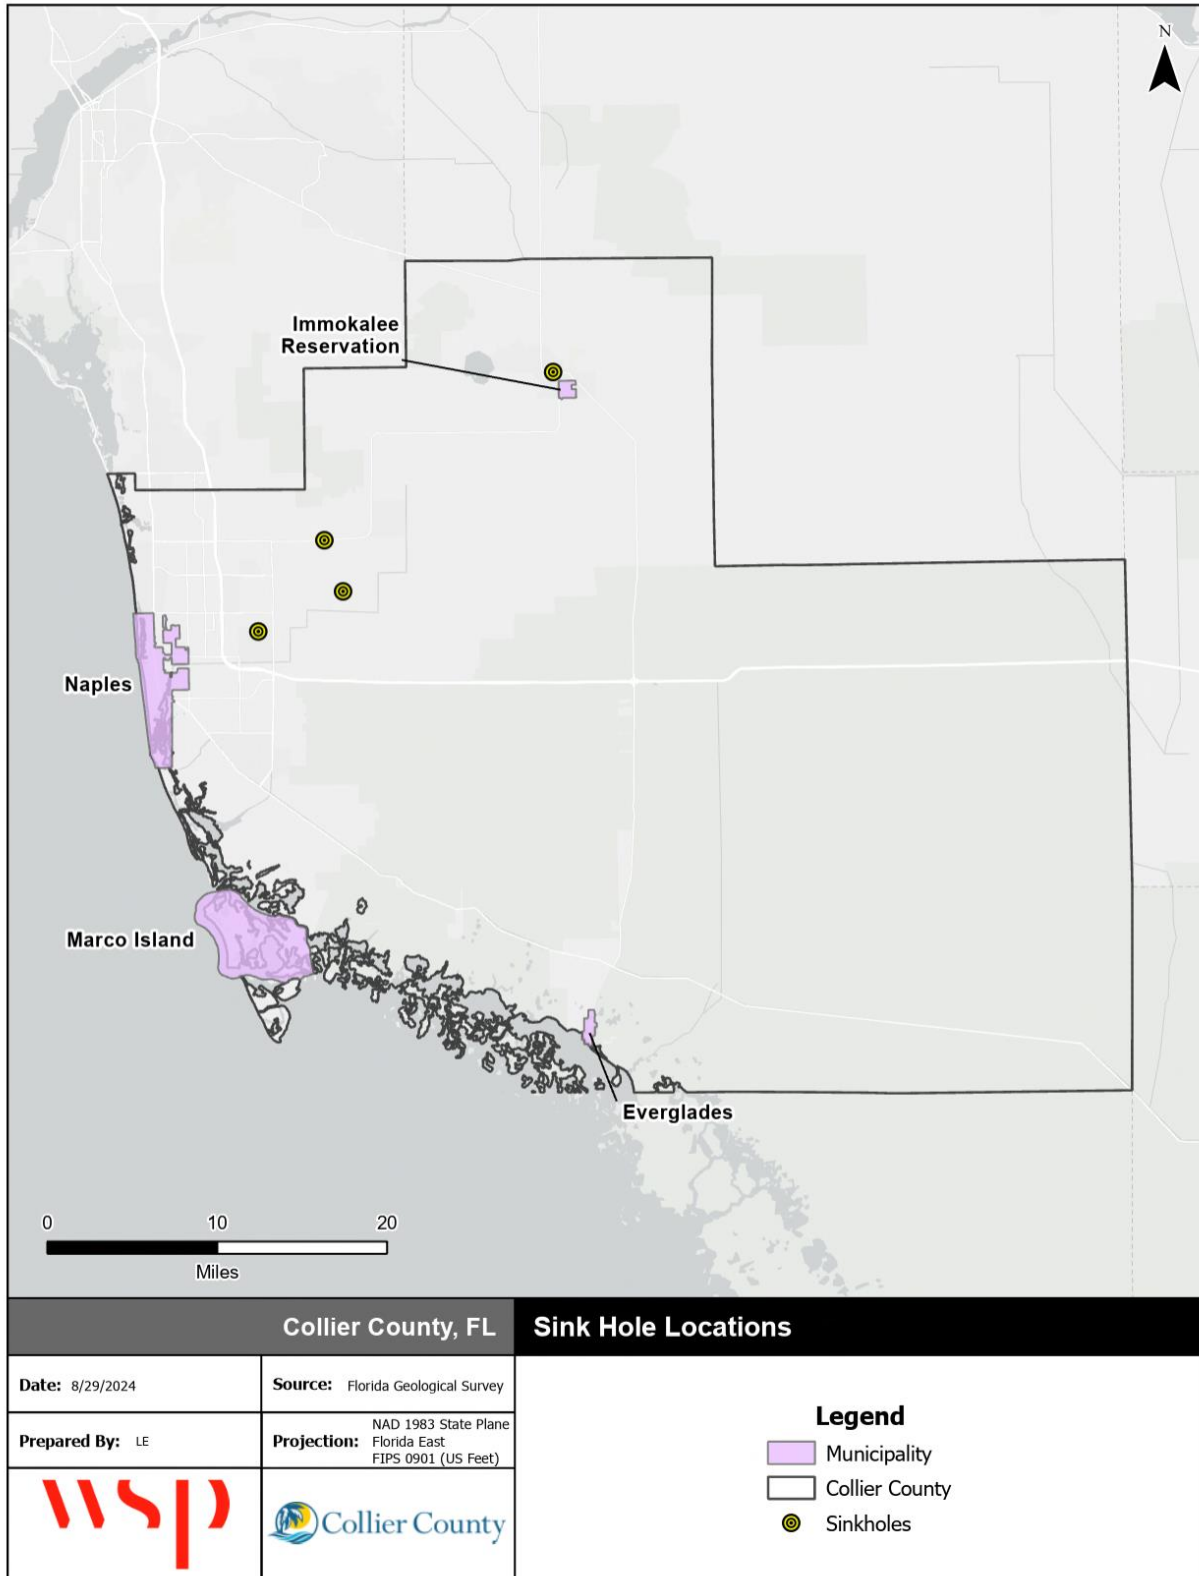 N
Immokalee
Reservation
Naples
Marco Island
Everglades
0 10 20
Miles
Collier County, FL
Sink Hole Locations
Date: 8/29/2024
Source: Florida Geological Survey
Prepared By: LE
Projection: NAD 1983 State Plane
Florida East
FIPS 0901 (US Feet)
wsp
Collier County
Legend
Municipality
Collier County
Sinkholes